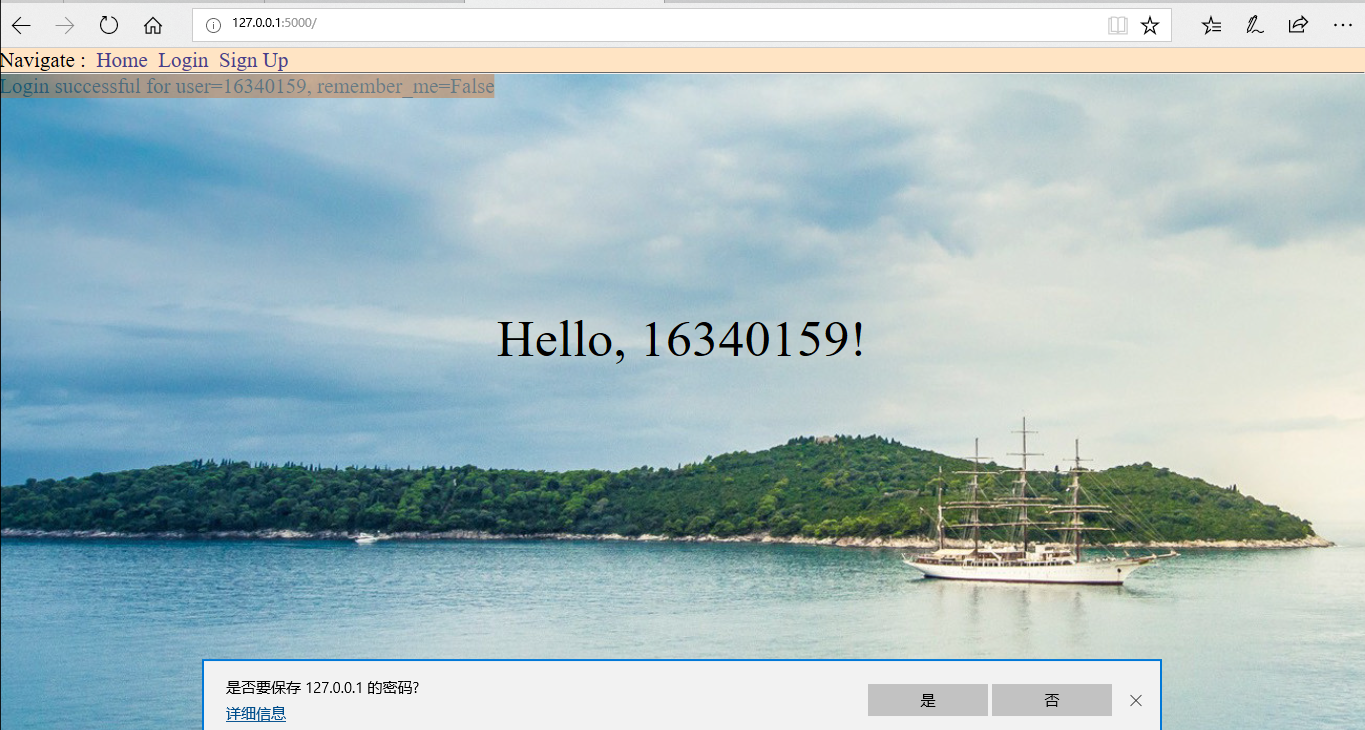 127.0.0.1:5000/
Navigate : Home Login Sign Up
Login successful for user=16340159, remember_me=False
Hello, 16340159!
是否要保存 127.0.0.1 的密码?
详细信息
是 否